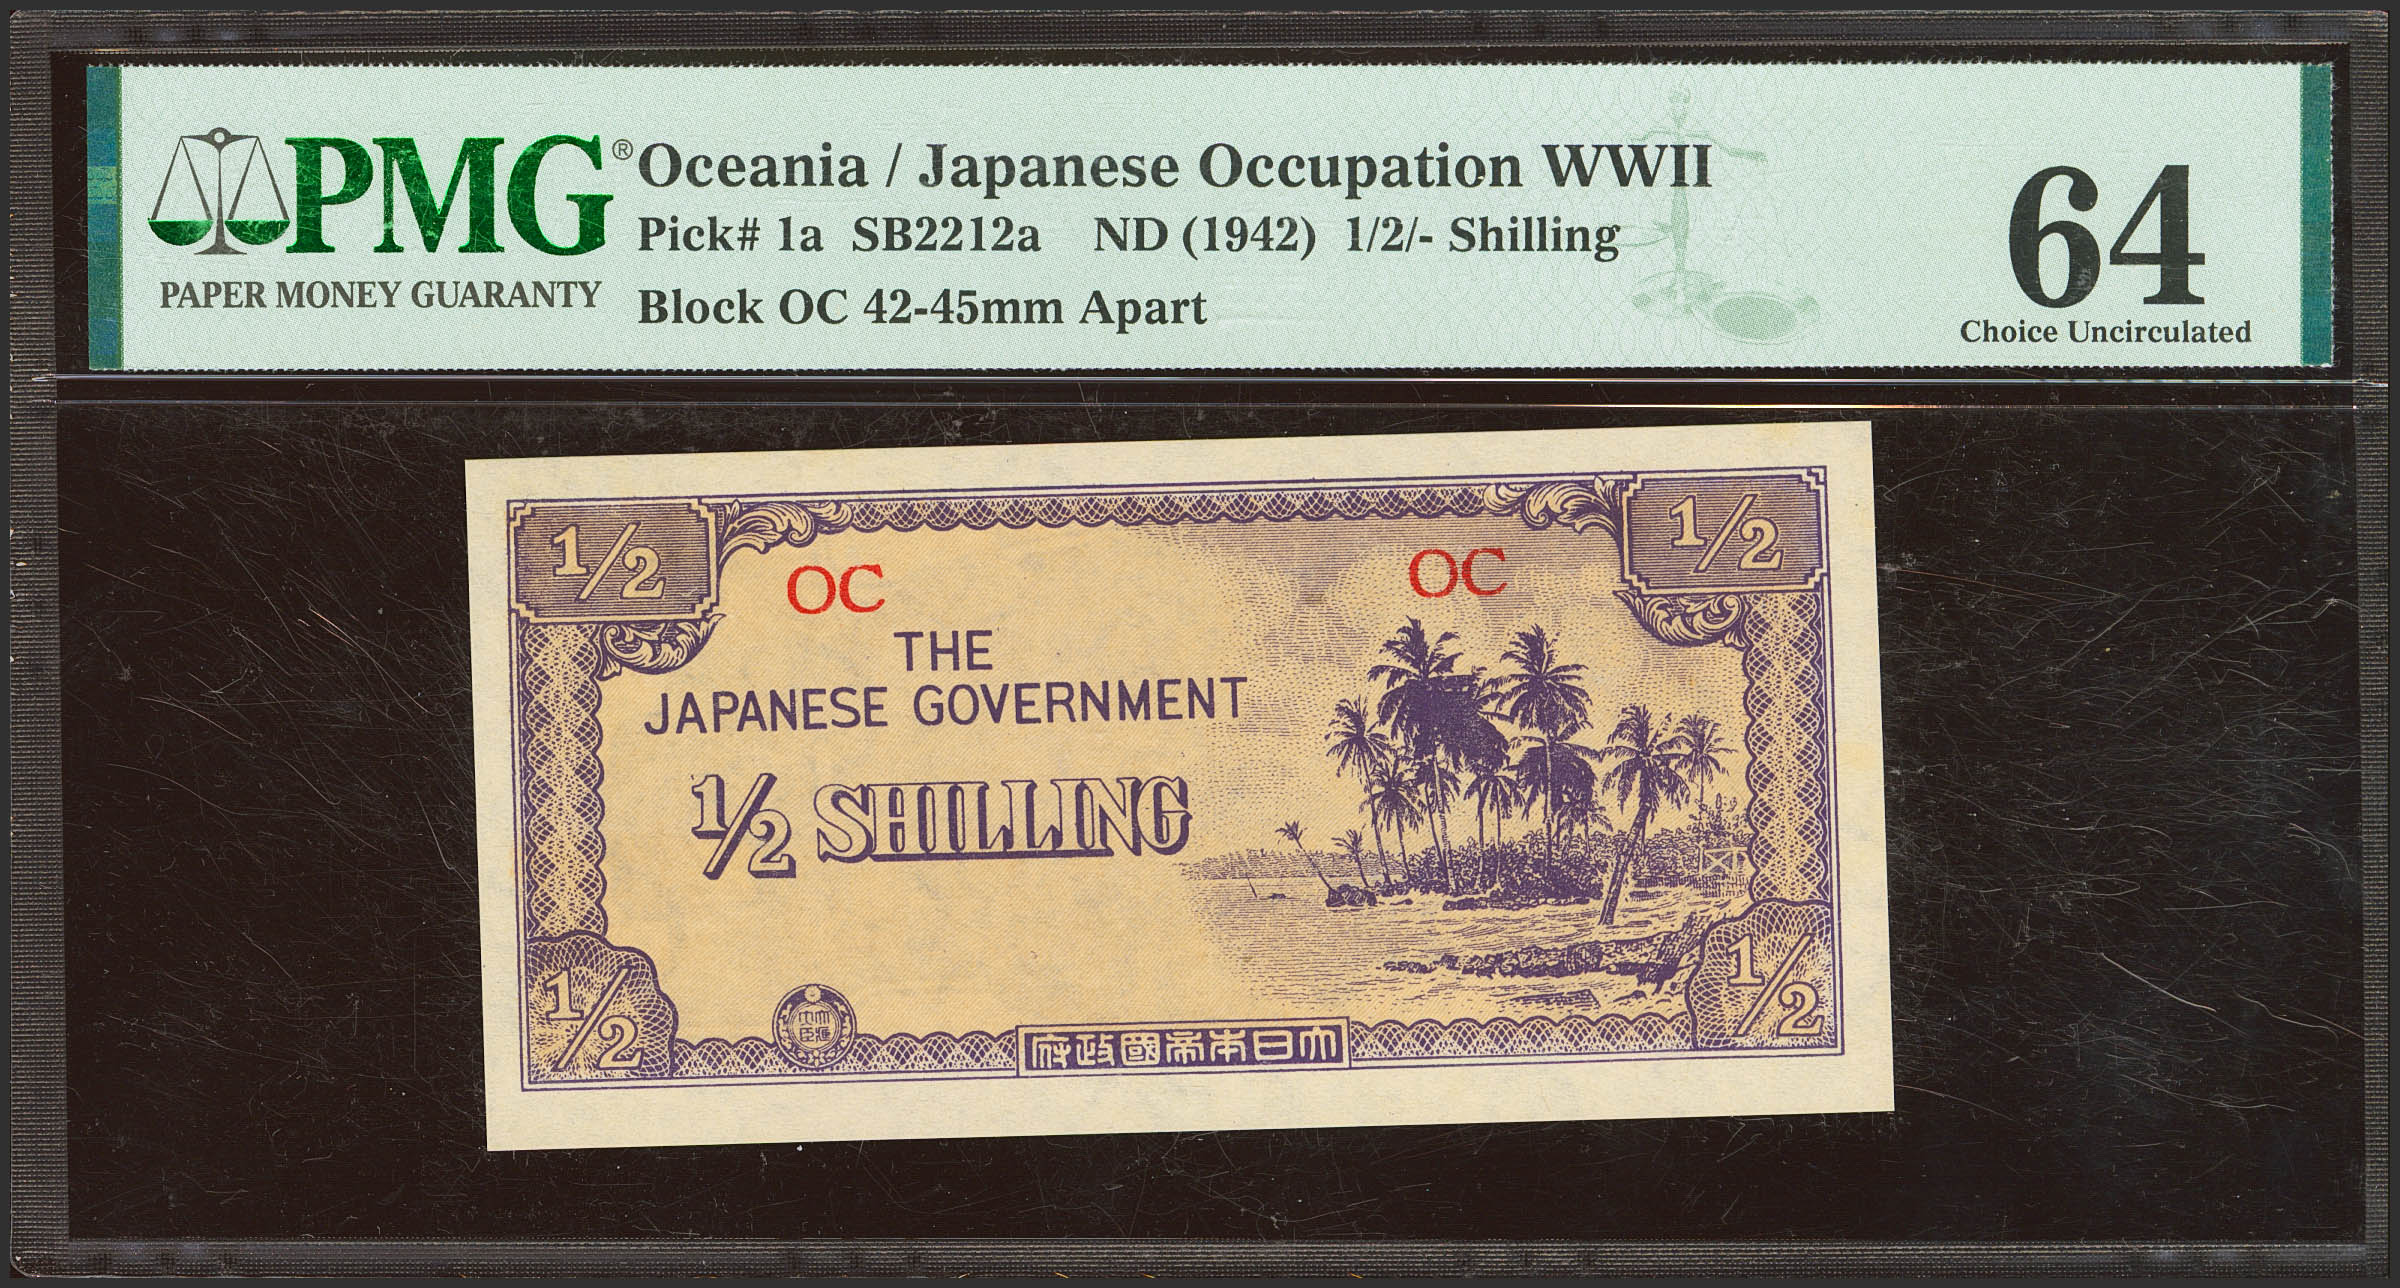 PMG®
PAPER MONEY GUARANTY
Oceania / Japanese Occupation WWII
Pick# 1a SB2212a ND (1942) 1/2/- Shilling
Block OC 42-45mm Apart
64
Choice Uncirculated
1/2
1/2
OC
OC
THE
JAPANESE GOVERNMENT
1/2 SHILLING
1/2
1/2
府政國帝本日大